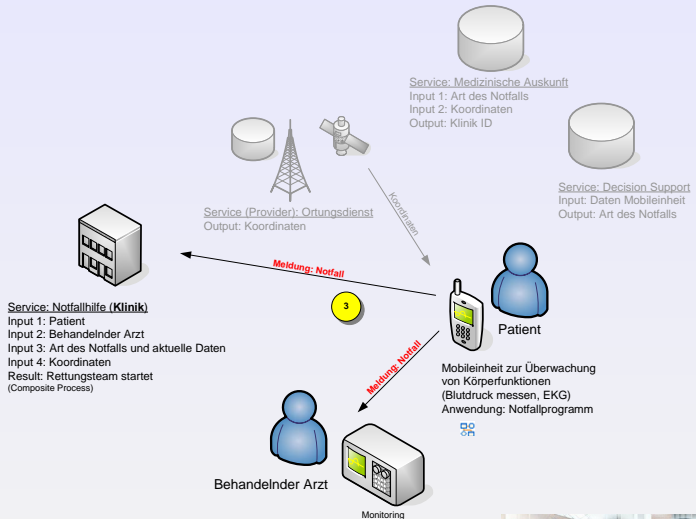 Service: Medizinische Auskunft
Input 1: Art des Notfalls
Input 2: Koordinaten
Output: Klinik ID
Service: Decision Support
Input: Daten Mobileinheit
Output: Art des Notfalls
Service (Provider): Ortungsdienst
Output: Koordinaten
Koordinaten
Meldung: Notfall
3
Patient
Service: Notfallhilfe (Klinik)
Input 1: Patient
Input 2: Behandelnder Arzt
Input 3: Art des Notfalls und aktuelle Daten
Input 4: Koordinaten
Result: Rettungsteam startet
(Composite Process)
Meldung: Notfall
Mobileinheit zur Überwachung
von Körperfunktionen
(Blutdruck messen, EKG)
Anwendung: Notfallprogramm
Behandelnder Arzt
Monitoring